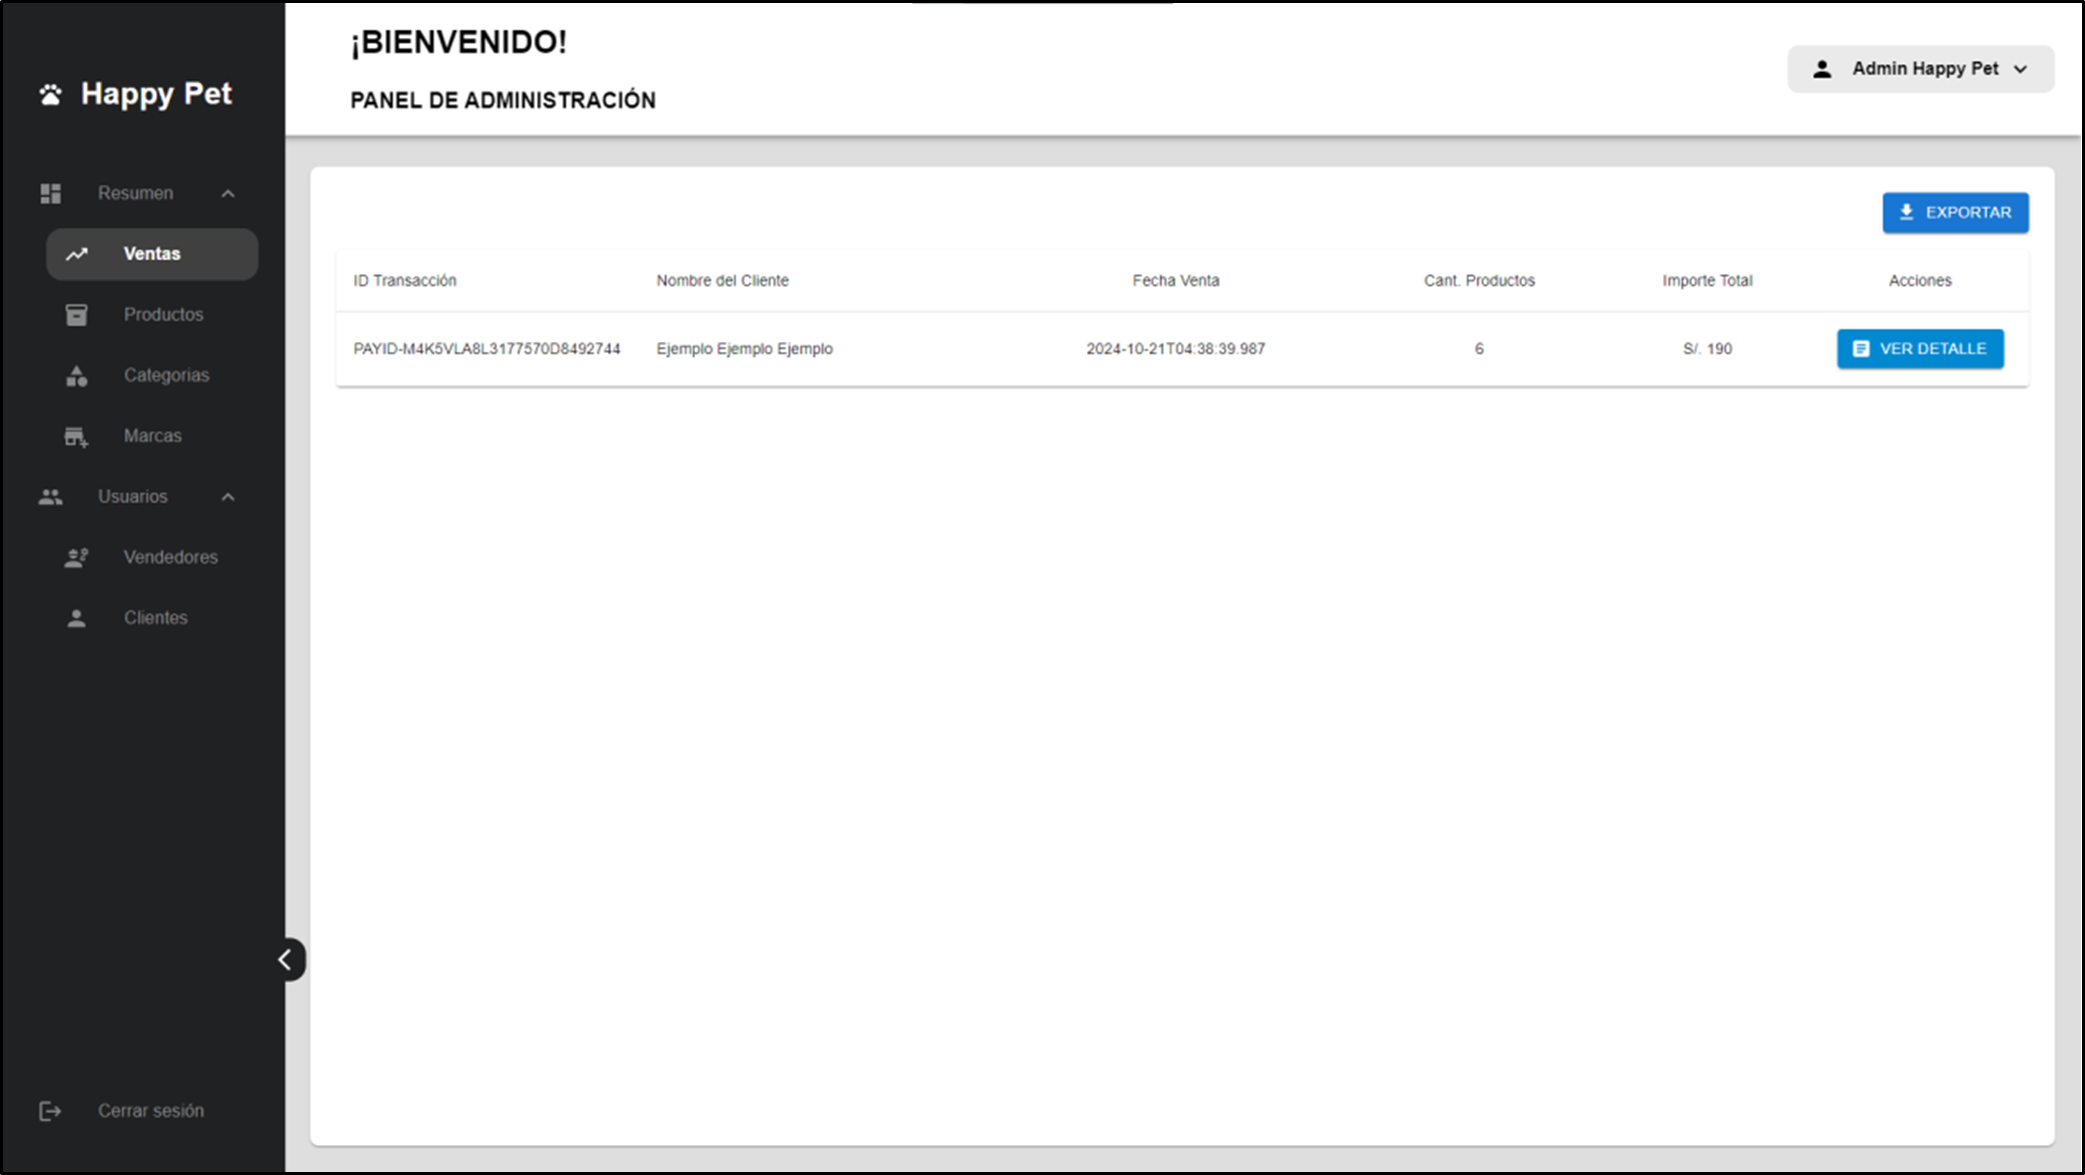 ¡BIENVENIDO!
PANEL DE ADMINISTRACIÓN
Admin Happy Pet
Happy Pet
Resumen
Ventas
Productos
Categorias
Marcas
Usuarios
Vendedores
Clientes
Cerrar sesión
EXPORTAR
ID Transacción Nombre del Cliente Fecha Venta Cant. Productos Importe Total Acciones
PAYID-M4K5VLA8L3177570D8492744 Ejemplo Ejemplo Ejemplo 2024-10-21T04:38:39.987 6 S/. 190 VER DETALLE